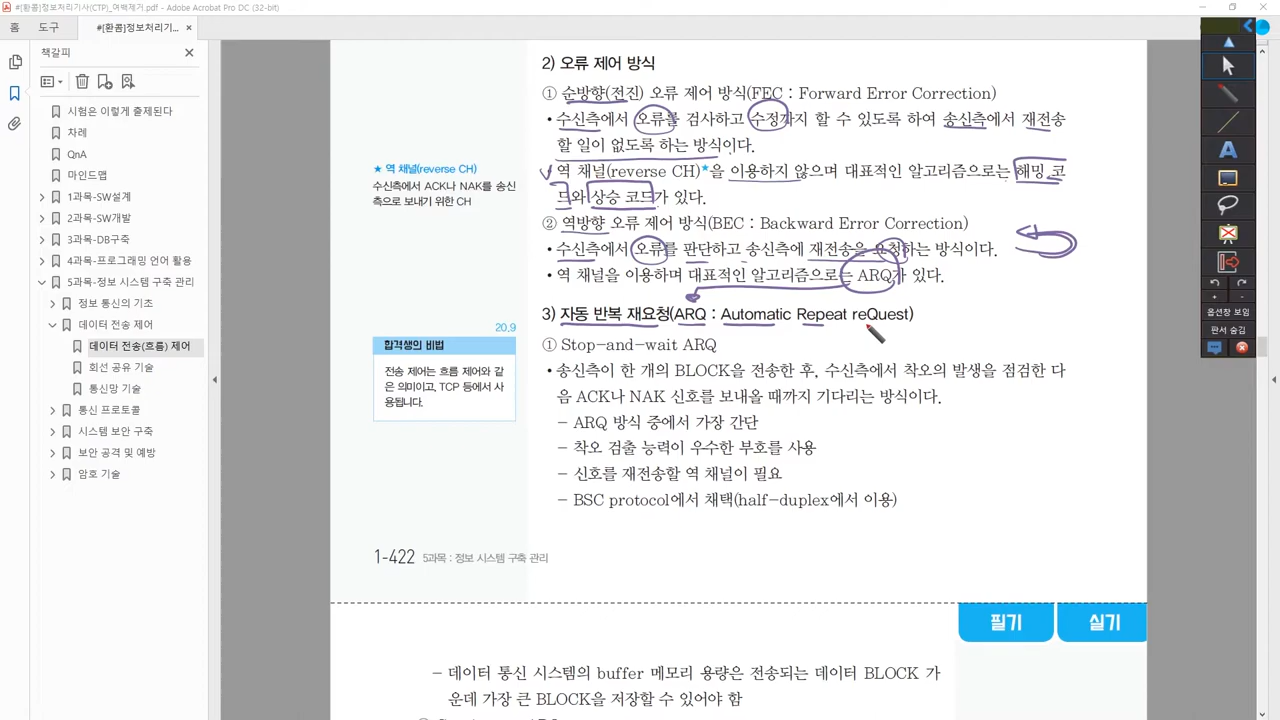 #[환콤]정보처리기사(CTP)_여백제거.pdf - Adobe Acrobat Pro DC (32-bit)
홈 도구 #[환콤]정보처리기... ×
책갈피
시험은 이렇게 출제된다
차례
QnA
마인드맵
1과목-SW설계
2과목-SW개발
3과목-DB구축
4과목-프로그래밍 언어 활용
5과목-정보 시스템 구축 관리
정보 통신의 기초
데이터 전송 제어
데이터 전송(흐름) 제어
회선 공유 기술
통신망 기술
통신 프로토콜
시스템 보안 구축
보안 공격 및 예방
암호 기술
2) 오류 제어 방식
① 순방향(전진) 오류 제어 방식(FEC : Forward Error Correction)
• 수신측에서 오류를 검사하고 수정까지 할 수 있도록 하여 송신측에서 재전송
할 일이 없도록 하는 방식이다.
• 역 채널(reverse CH)★을 이용하지 않으며 대표적인 알고리즘으로는 해밍 코
드와 상승 코드가 있다.
② 역방향 오류 제어 방식(BEC : Backward Error Correction)
• 수신측에서 오류를 판단하고 송신측에 재전송을 요청하는 방식이다.
• 역 채널을 이용하며 대표적인 알고리즘으로는 ARQ가 있다.
★ 역 채널(reverse CH)
수신측에서 ACK나 NAK를 송신
측으로 보내기 위한 CH
3) 자동 반복 재요청(ARQ : Automatic Repeat reQuest)
① Stop-and-wait ARQ
• 송신측이 한 개의 BLOCK을 전송한 후, 수신측에서 착오의 발생을 점검한 다
음 ACK나 NAK 신호를 보내올 때까지 기다리는 방식이다.
– ARQ 방식 중에서 가장 간단
– 착오 검출 능력이 우수한 부호를 사용
– 신호를 재전송할 역 채널이 필요
– BSC protocol에서 채택(half-duplex에서 이용)
20.9
합격생의 비법
전송 제어는 흐름 제어와 같
은 의미이고, TCP 등에서 사
용됩니다.
1-422 5과목 : 정보 시스템 구축 관리
필기 실기
– 데이터 통신 시스템의 buffer 메모리 용량은 전송되는 데이터 BLOCK 가
운데 가장 큰 BLOCK을 저장할 수 있어야 함
A
옵션창 보임
판서 숨김